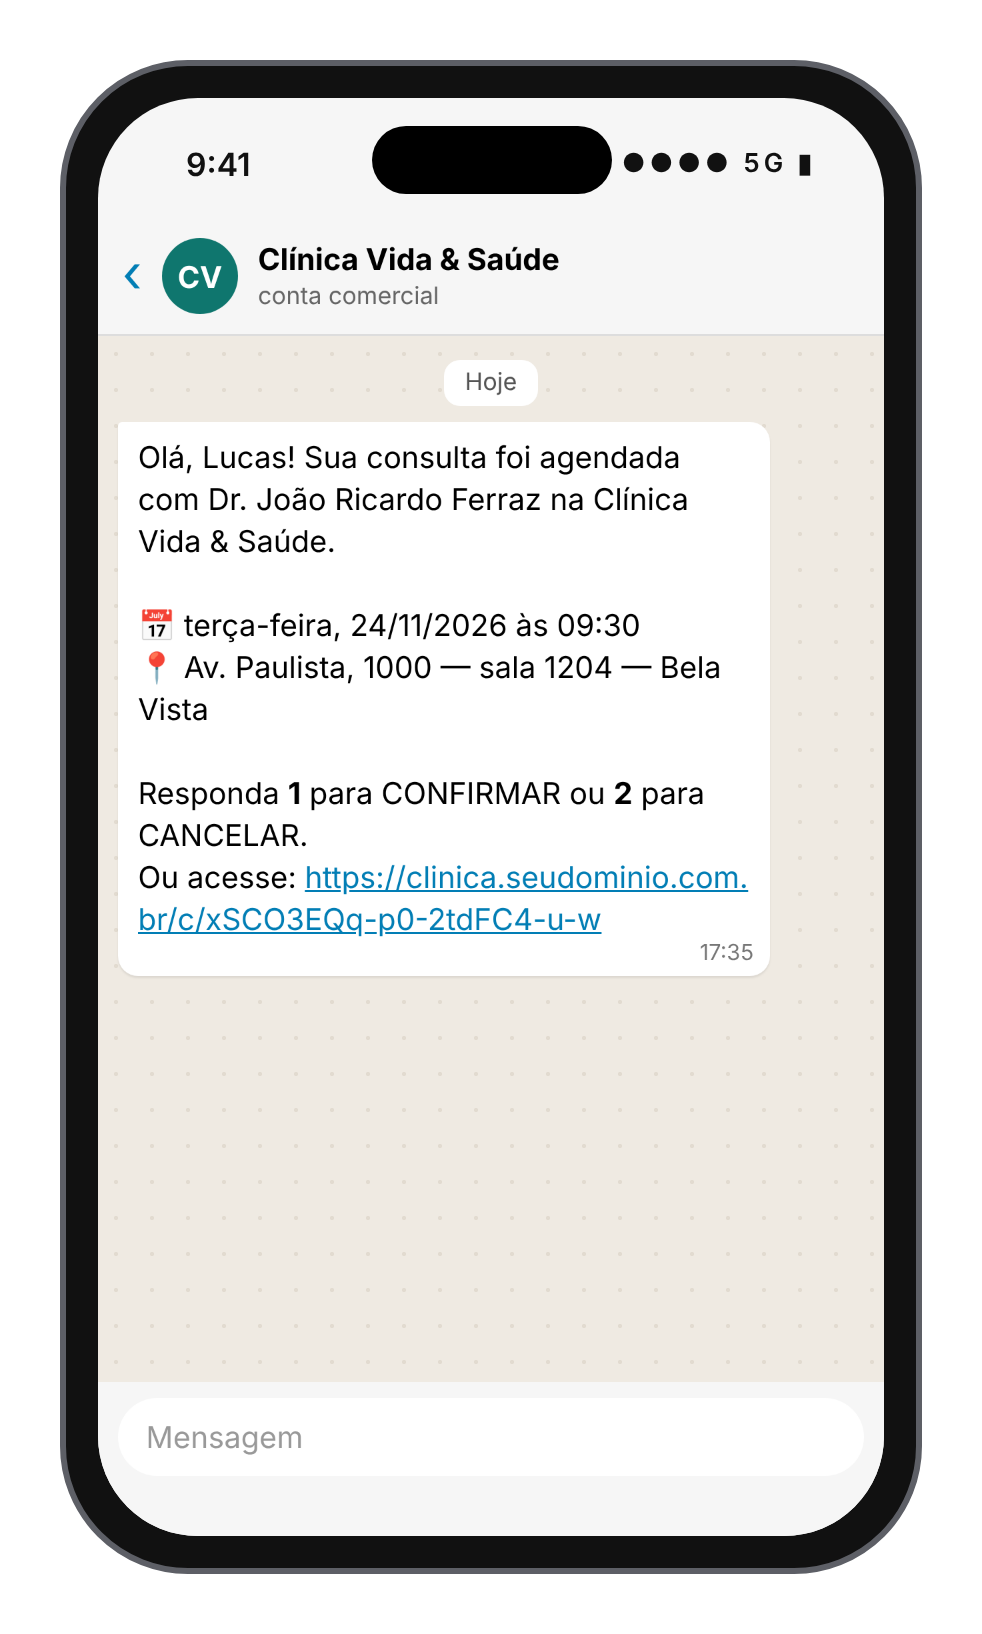 9:41
5G
CV
Clínica Vida & Saúde
conta comercial
Hoje
Olá, Lucas! Sua consulta foi agendada
com Dr. João Ricardo Ferraz na Clínica
Vida & Saúde.
📅 terça-feira, 24/11/2026 às 09:30
📍 Av. Paulista, 1000 — sala 1204 — Bela
Vista
Responda 1 para CONFIRMAR ou 2 para
CANCELAR.
Ou acesse: https://clinica.seudominio.com.
br/c/xSCO3EQq-p0-2tdFC4-u-w
17:35
Mensagem